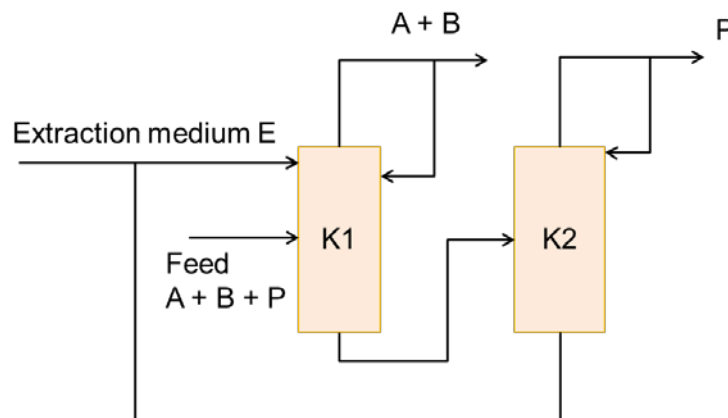 A + B
P
Extraction medium E
K1
K2
Feed
A + B + P